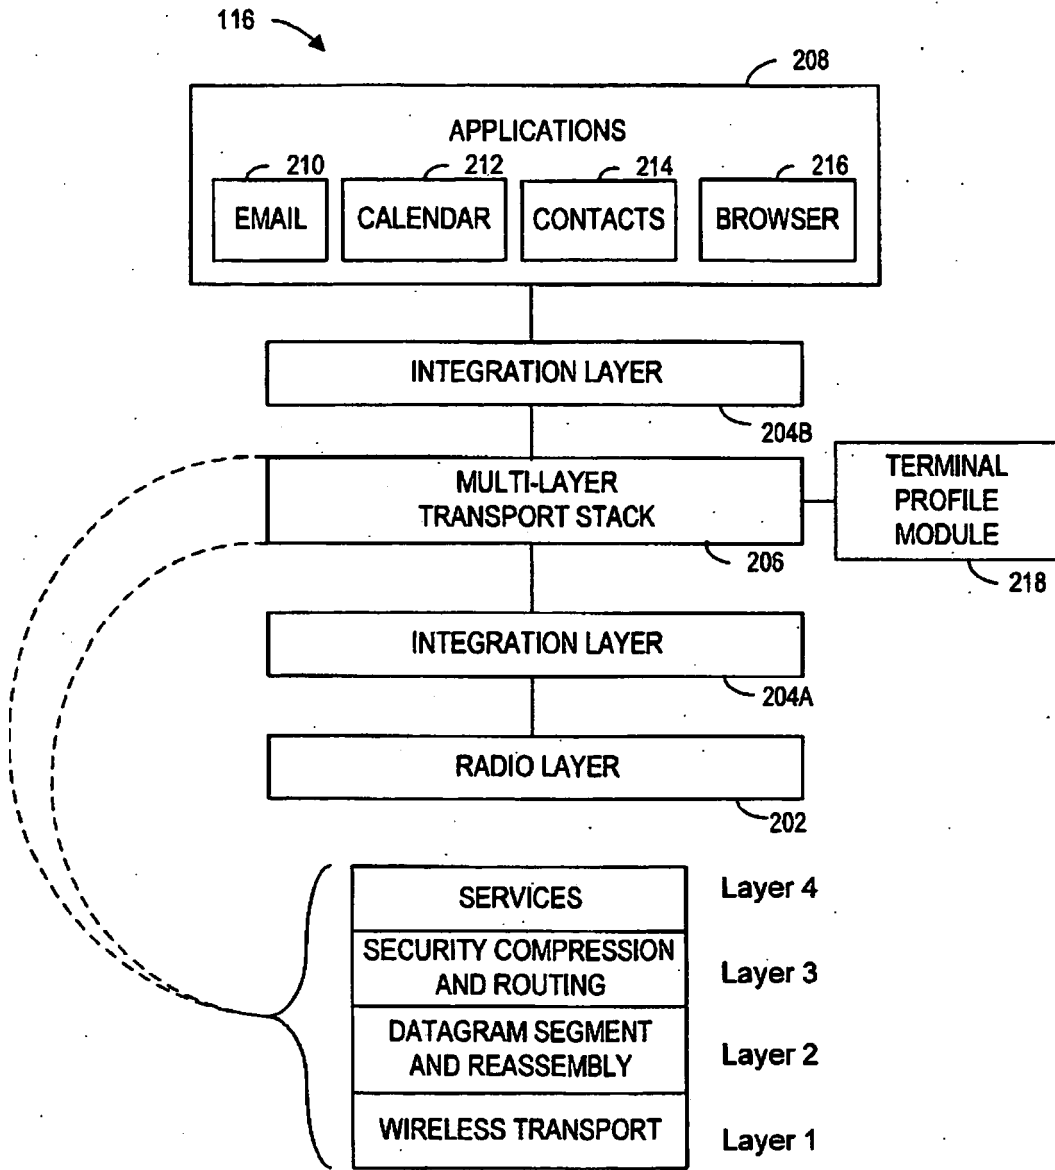 116
208
APPLICATIONS
210
212
214
216
EMAIL
CALENDAR
CONTACTS
BROWSER
INTEGRATION LAYER
204B
MULTI-LAYER
TRANSPORT STACK
206
TERMINAL
PROFILE
MODULE
218
INTEGRATION LAYER
204A
RADIO LAYER
202
SERVICES
Layer 4
SECURITY COMPRESSION
AND ROUTING
Layer 3
DATAGRAM SEGMENT
AND REASSEMBLY
Layer 2
WIRELESS TRANSPORT
Layer 1